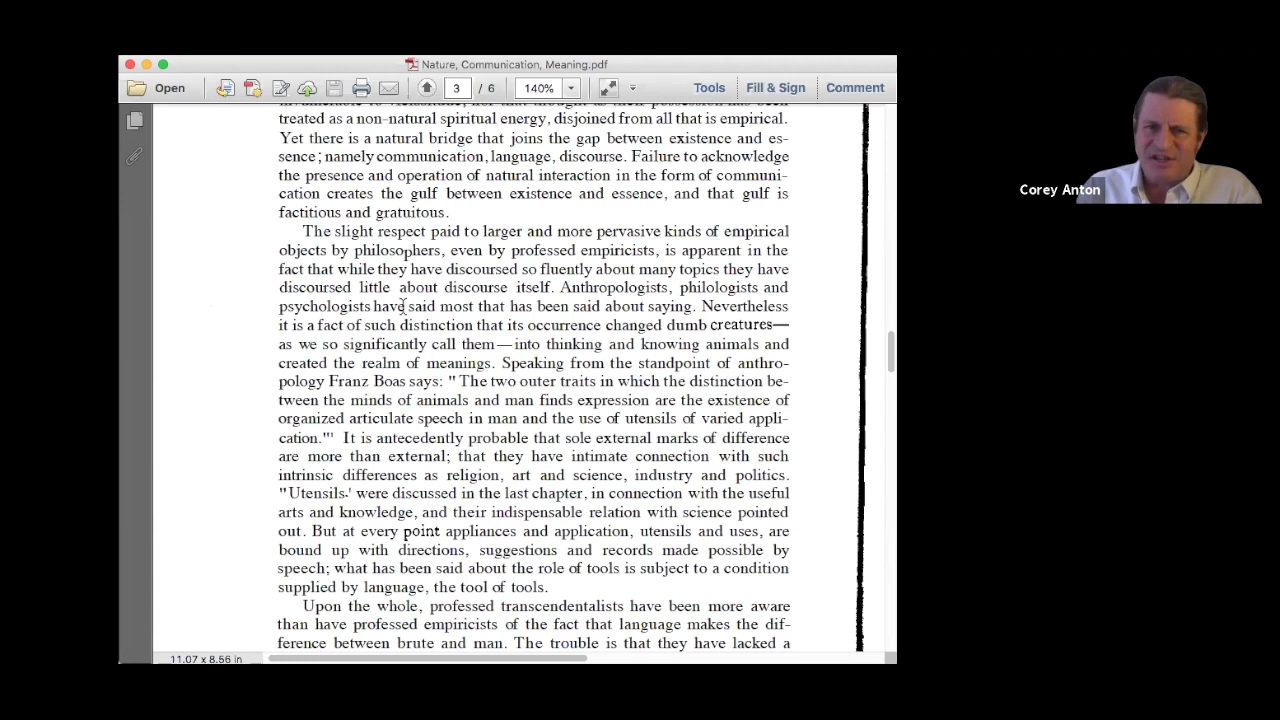 Nature, Communication, Meaning.pdf
Open
3 / 6
140%
Tools
Fill & Sign
Comment
treated as a non-natural spiritual energy, disjoined from all that is empirical.
Yet there is a natural bridge that joins the gap between existence and es-
sence; namely communication, language, discourse. Failure to acknowledge
the presence and operation of natural interaction in the form of communi-
cation creates the gulf between existence and essence, and that gulf is
factitious and gratuitous.
The slight respect paid to larger and more pervasive kinds of empirical
objects by philosophers, even by professed empiricists, is apparent in the
fact that while they have discoursed so fluently about many topics they have
discoursed little about discourse itself. Anthropologists, philologists and
psychologists have said most that has been said about saying. Nevertheless
it is a fact of such distinction that its occurrence changed dumb creatures—
as we so significantly call them—into thinking and knowing animals and
created the realm of meanings. Speaking from the standpoint of anthro-
pology Franz Boas says: "The two outer traits in which the distinction be-
tween the minds of animals and man finds expression are the existence of
organized articulate speech in man and the use of utensils of varied appli-
cation."' It is antecedently probable that sole external marks of difference
are more than external; that they have intimate connection with such
intrinsic differences as religion, art and science, industry and politics.
"Utensils.' were discussed in the last chapter, in connection with the useful
arts and knowledge, and their indispensable relation with science pointed
out. But at every point appliances and application, utensils and uses, are
bound up with directions, suggestions and records made possible by
speech; what has been said about the role of tools is subject to a condition
supplied by language, the tool of tools.
Upon the whole, professed transcendentalists have been more aware
than have professed empiricists of the fact that language makes the dif-
ference between brute and man. The trouble is that they have lacked a
11.07 x 8.56 in
Corey Anton